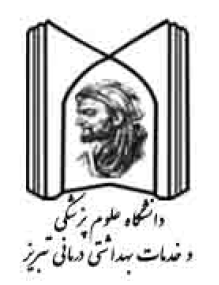 دانشگاه علوم پزشکی
و خدمات بهداشتی درمانی تبریز